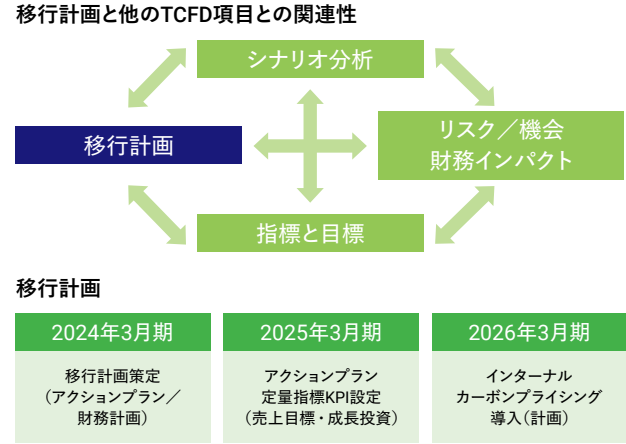 移行計画と他のTCFD項目との関連性
シナリオ分析
移行計画
リスク／機会
財務インパクト
指標と目標
移行計画
2024年3月期
移行計画策定
（アクションプラン／
財務計画）
2025年3月期
アクションプラン
定量指標KPI設定
（売上目標・成長投資）
2026年3月期
インターナル
カーボンプライシング
導入（計画）